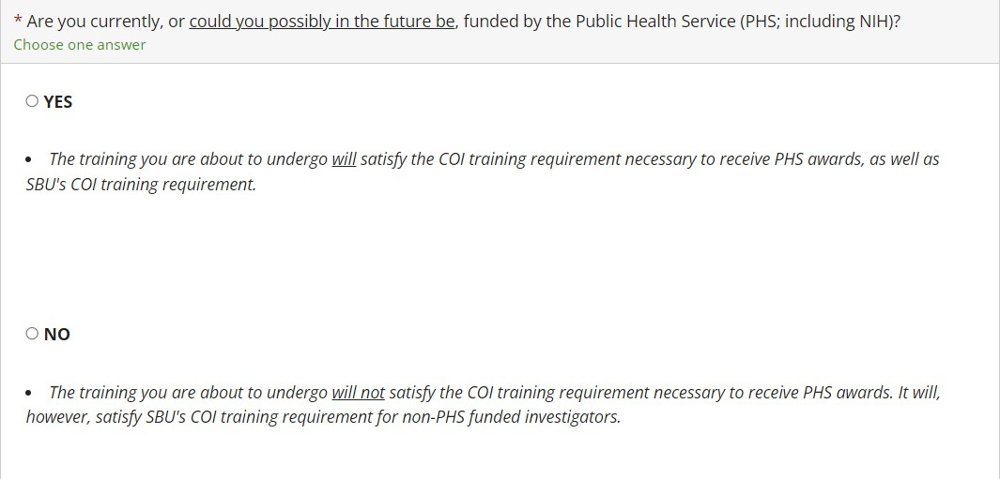 * Are you currently, or could you possibly in the future be, funded by the Public Health Service (PHS; including NIH)?
Choose one answer
YES
• The training you are about to undergo will satisfy the COI training requirement necessary to receive PHS awards, as well as
SBU's COI training requirement.
NO
• The training you are about to undergo will not satisfy the COI training requirement necessary to receive PHS awards. It will,
however, satisfy SBU's COI training requirement for non-PHS funded investigators.